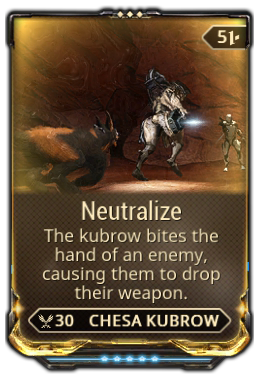 51
Neutralize
The kubrow bites the
hand of an enemy,
causing them to drop
their weapon.
30 CHESA KUBROW